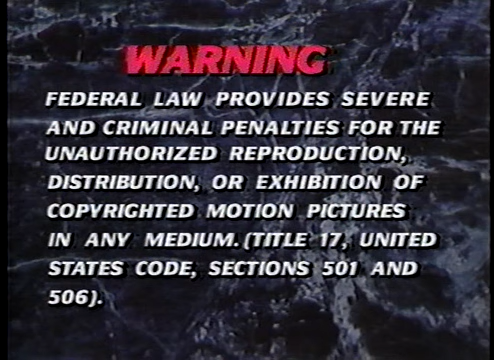 WARNING
FEDERAL LAW PROVIDES SEVERE
AND CRIMINAL PENALTIES FOR THE
UNAUTHORIZED REPRODUCTION,
DISTRIBUTION, OR EXHIBITION OF
COPYRIGHTED MOTION PICTURES
IN ANY MEDIUM. (TITLE 17, UNITED
STATES CODE, SECTIONS 501 AND
506).